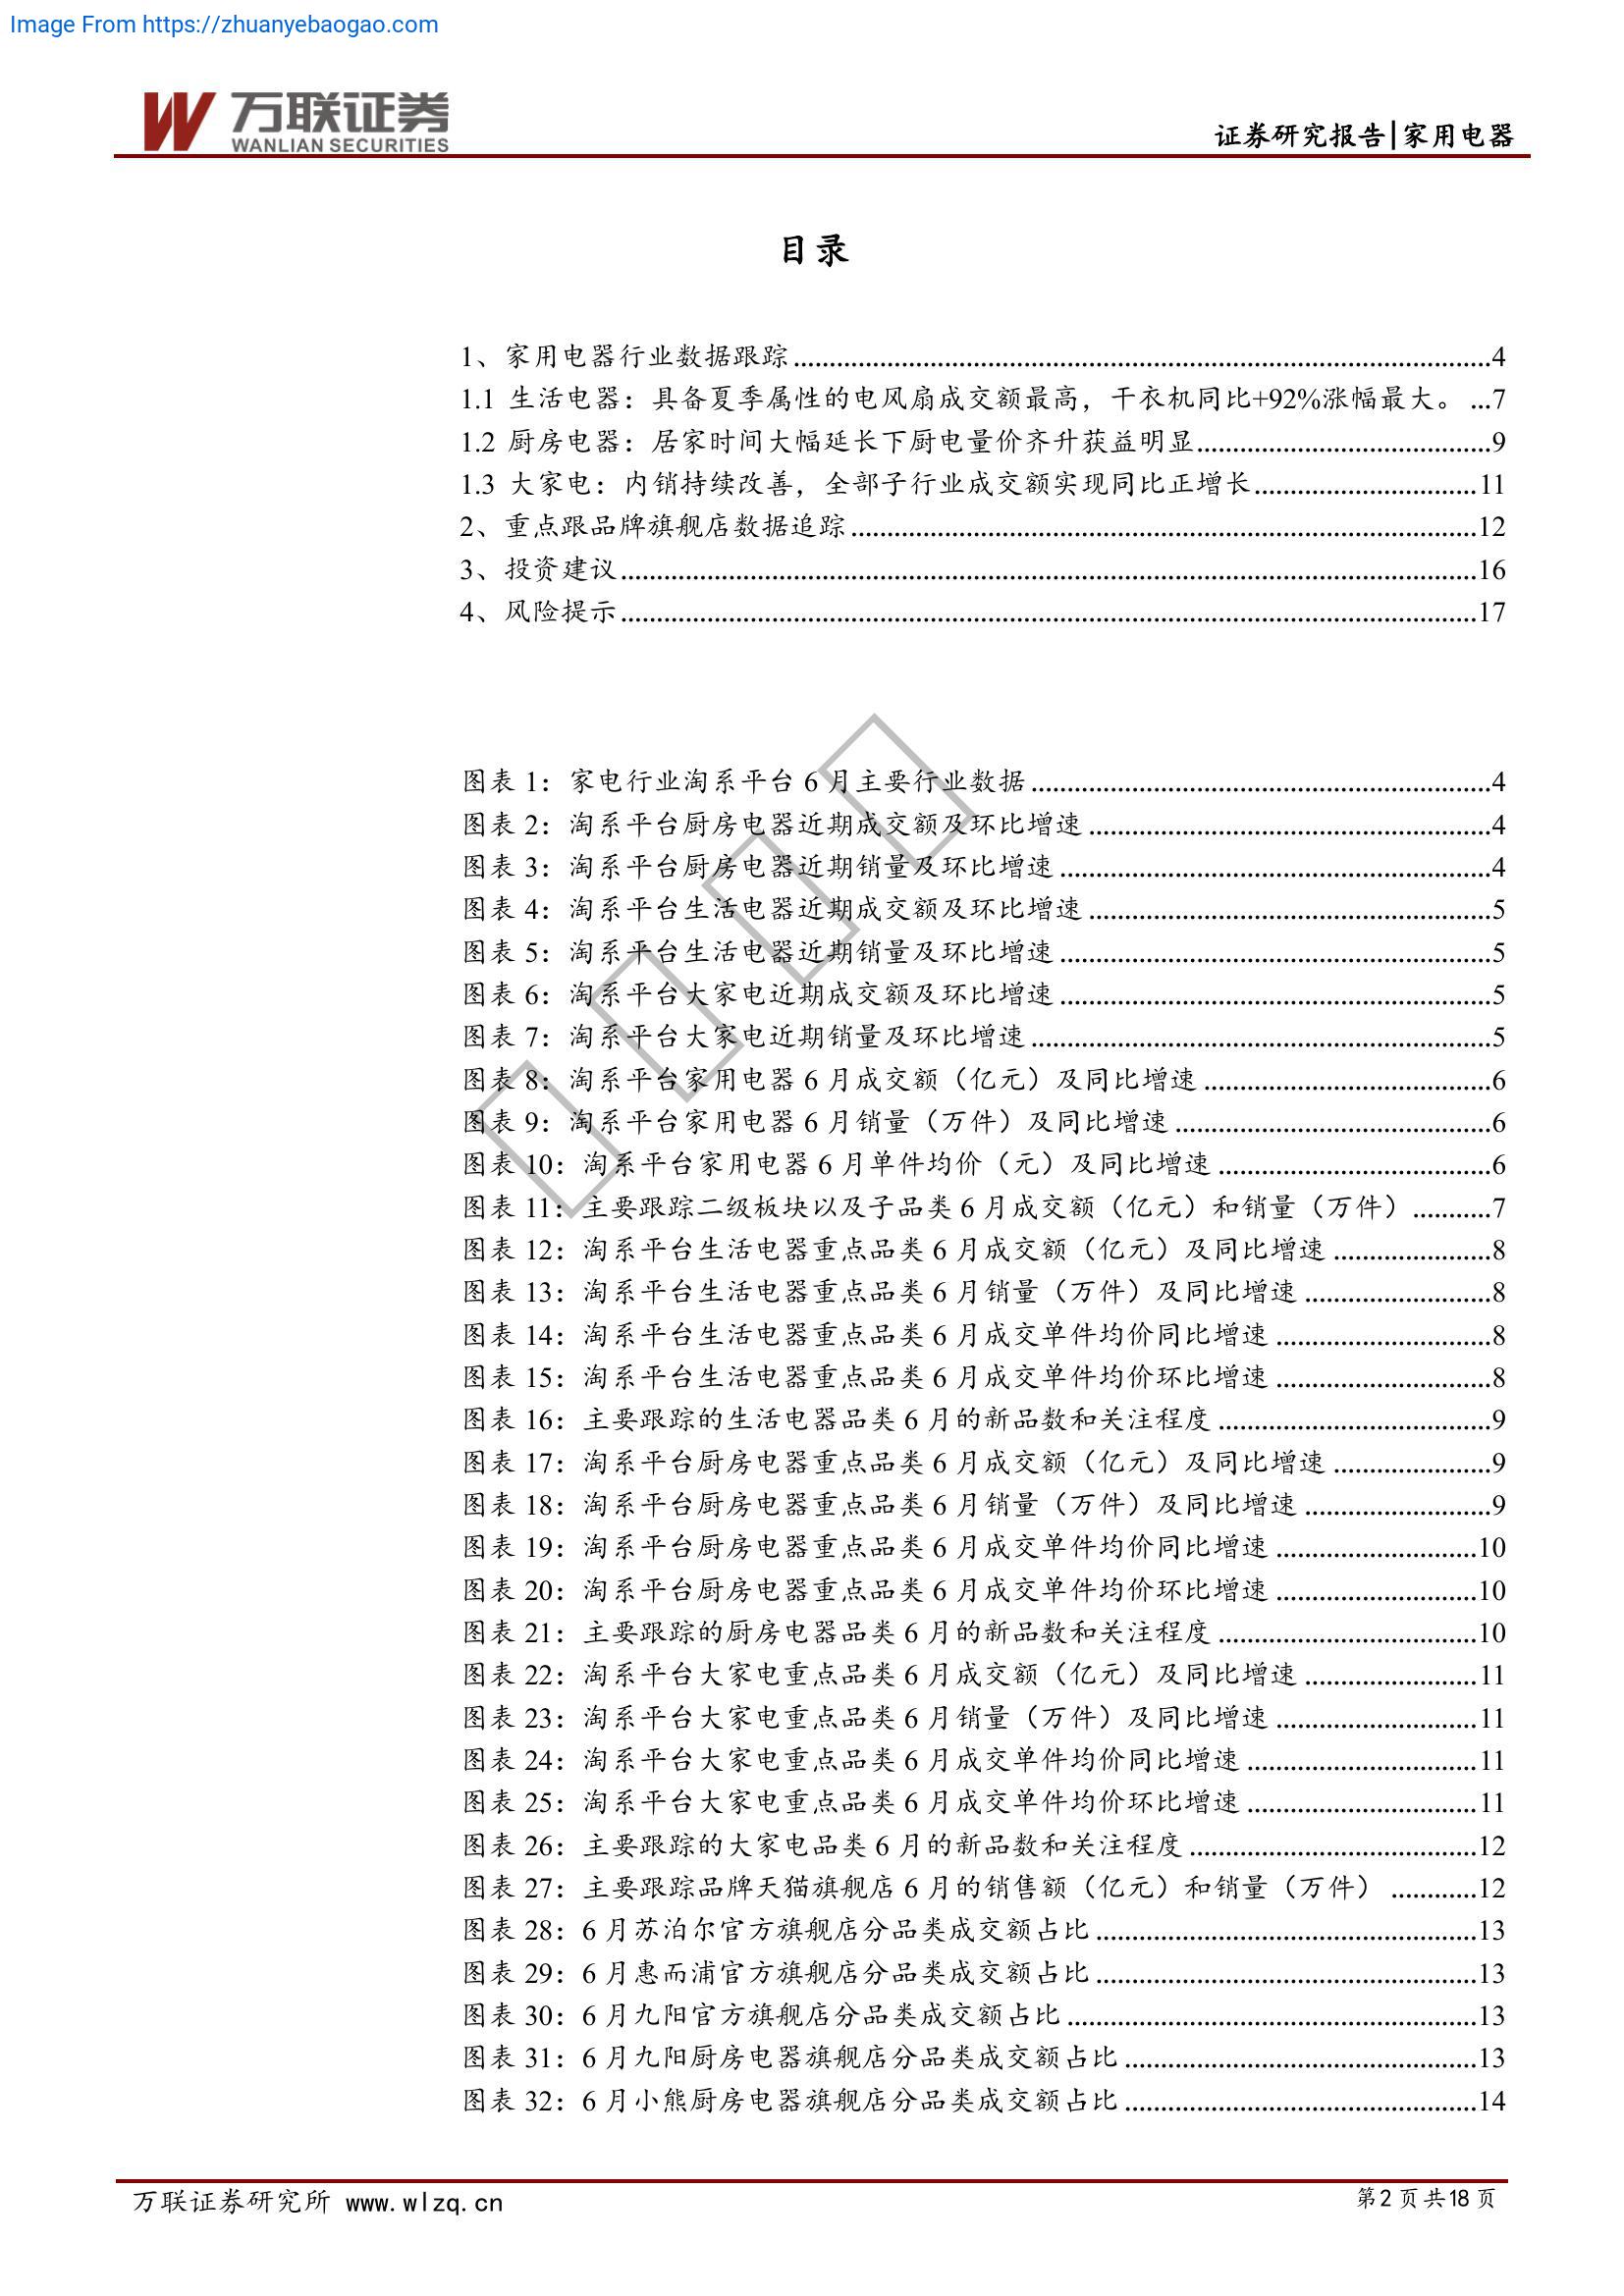 Image From https://zhuanyebaogao.com
万联证券
WANLIAN SECURITIES
证券研究报告|家用电器
目录
1、家用电器行业数据跟踪...4
1.1 生活电器：具备夏季属性的电风扇成交额最高，干衣机同比+92%涨幅最大。...7
1.2 厨房电器：居家时间大幅延长下厨电量价齐升获益明显...9
1.3 大家电：内销持续改善，全部子行业成交额实现同比正增长...11
2、重点跟品牌旗舰店数据追踪...12
3、投资建议...16
4、风险提示...17
图表 1：家电行业淘系平台 6 月主要行业数据...4
图表 2：淘系平台厨房电器近期成交额及环比增速...4
图表 3：淘系平台厨房电器近期销量及环比增速...4
图表 4：淘系平台生活电器近期成交额及环比增速...5
图表 5：淘系平台生活电器近期销量及环比增速...5
图表 6：淘系平台大家电近期成交额及环比增速...5
图表 7：淘系平台大家电近期销量及环比增速...5
图表 8：淘系平台家用电器 6 月成交额（亿元）及同比增速...6
图表 9：淘系平台家用电器 6 月销量（万件）及同比增速...6
图表 10：淘系平台家用电器 6 月单件均价（元）及同比增速...6
图表 11：主要跟踪二级板块以及子品类 6 月成交额（亿元）和销量（万件）...7
图表 12：淘系平台生活电器重点品类 6 月成交额（亿元）及同比增速...8
图表 13：淘系平台生活电器重点品类 6 月销量（万件）及同比增速...8
图表 14：淘系平台生活电器重点品类 6 月成交单件均价同比增速...8
图表 15：淘系平台生活电器重点品类 6 月成交单件均价环比增速...8
图表 16：主要跟踪的生活电器品类 6 月的新品数和关注程度...9
图表 17：淘系平台厨房电器重点品类 6 月成交额（亿元）及同比增速...9
图表 18：淘系平台厨房电器重点品类 6 月销量（万件）及同比增速...9
图表 19：淘系平台厨房电器重点品类 6 月成交单件均价同比增速...10
图表 20：淘系平台厨房电器重点品类 6 月成交单件均价环比增速...10
图表 21：主要跟踪的厨房电器品类 6 月的新品数和关注程度...10
图表 22：淘系平台大家电重点品类 6 月成交额（亿元）及同比增速...11
图表 23：淘系平台大家电重点品类 6 月销量（万件）及同比增速...11
图表 24：淘系平台大家电重点品类 6 月成交单件均价同比增速...11
图表 25：淘系平台大家电重点品类 6 月成交单件均价环比增速...11
图表 26：主要跟踪的大家电品类 6 月的新品数和关注程度...12
图表 27：主要跟踪品牌天猫旗舰店 6 月的销售额（亿元）和销量（万件）...12
图表 28：6 月苏泊尔官方旗舰店分品类成交额占比...13
图表 29：6 月惠而浦官方旗舰店分品类成交额占比...13
图表 30：6 月九阳官方旗舰店分品类成交额占比...13
图表 31：6 月九阳厨房电器旗舰店分品类成交额占比...13
图表 32：6 月小熊厨房电器旗舰店分品类成交额占比...14
万联证券研究所 www.wlzq.cn
第 2 页 共 18 页